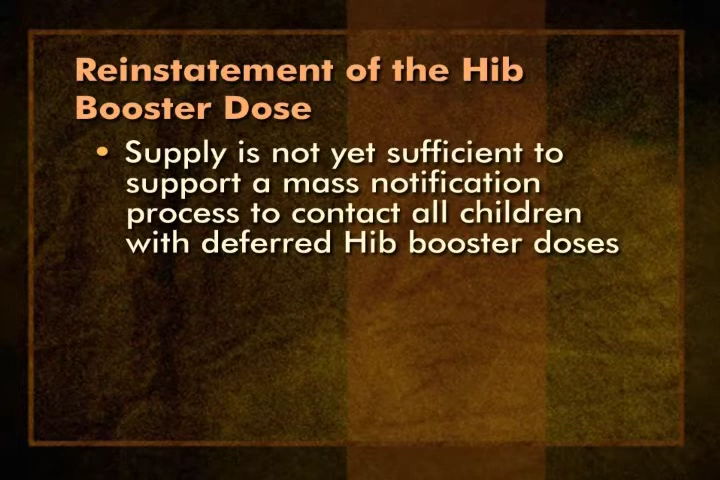 Reinstatement of the Hib
Booster Dose
• Supply is not yet sufficient to
support a mass notification
process to contact all children
with deferred Hib booster doses